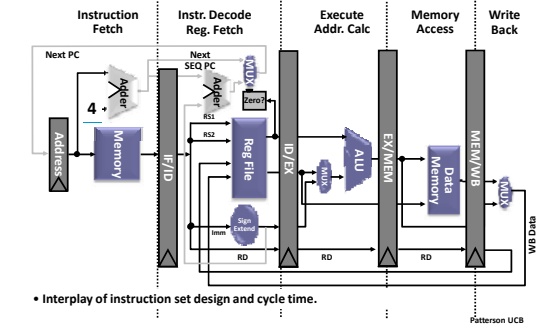 Instruction
Fetch
Instr. Decode
Reg. Fetch
Execute
Addr. Calc
Memory
Access
Write
Back
Next PC
Next
SEQ PC
MUX
Adder
Adder
4
Zero?
Address
Memory
IF/ID
RS1
RS2
Reg File
ID/EX
MUX
ALU
EX/MEM
Data
Memory
MEM/WB
MUX
WB Data
Sign
Extend
Imm
RD
RD
RD
• Interplay of instruction set design and cycle time.
Patterson UCB